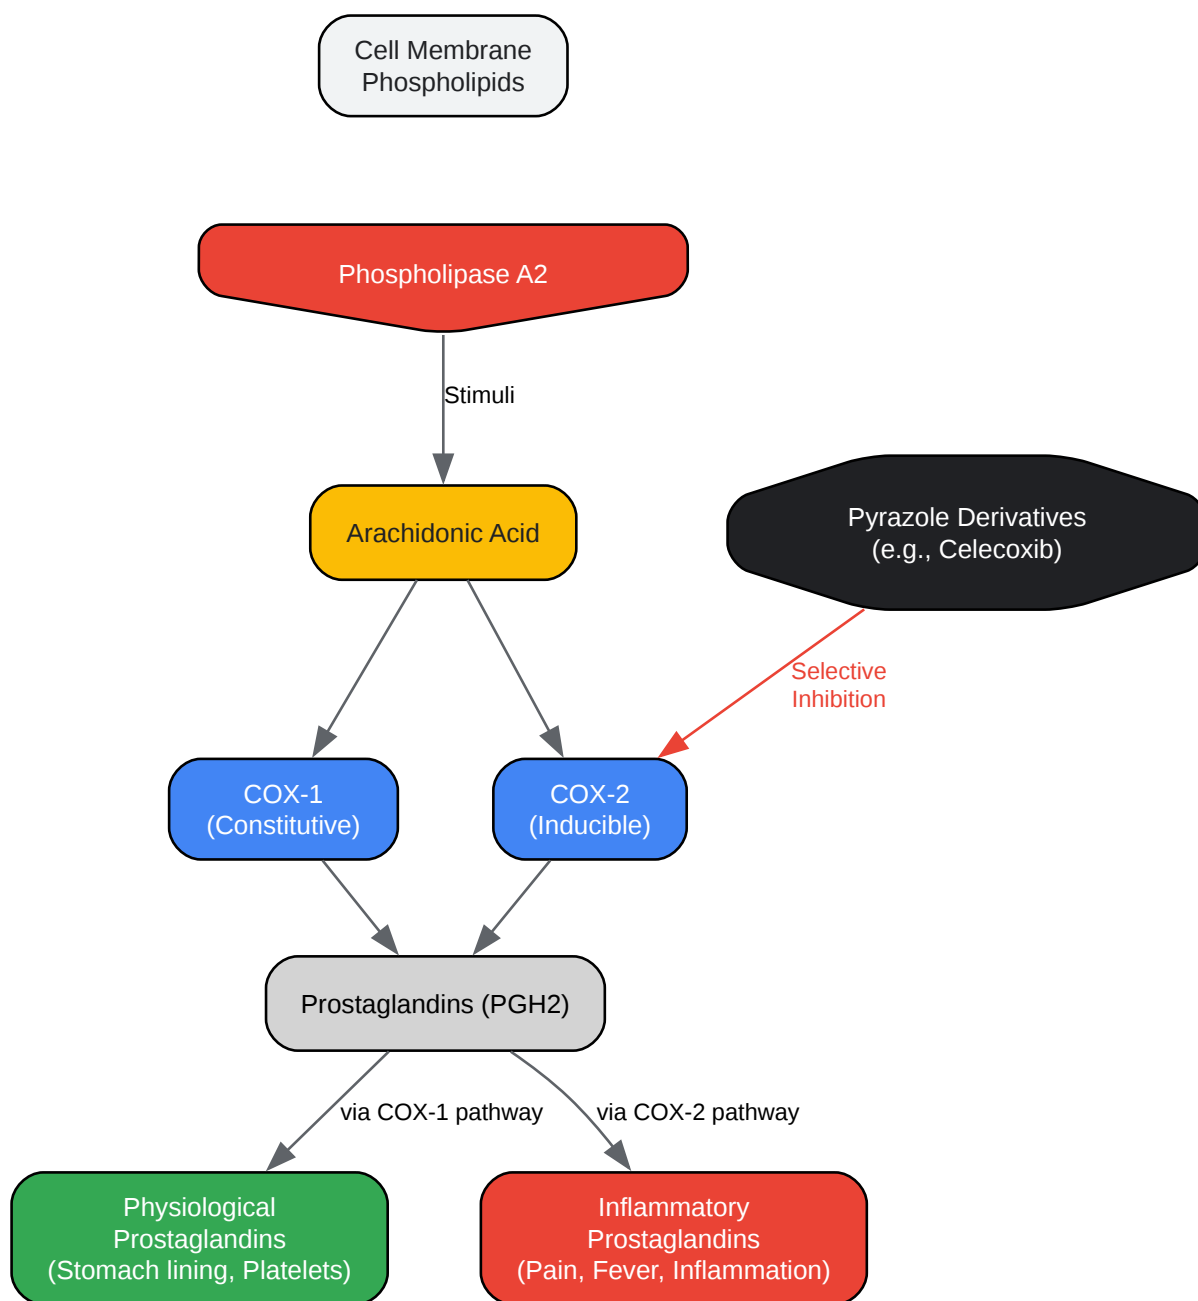 Cell Membrane
Phospholipids
Phospholipase A2
Stimuli
Arachidonic Acid
Pyrazole Derivatives
(e.g., Celecoxib)
Selective
Inhibition
COX-1
(Constitutive)
COX-2
(Inducible)
Prostaglandins (PGH2)
via COX-1 pathway
via COX-2 pathway
Physiological
Prostaglandins
(Stomach lining, Platelets)
Inflammatory
Prostaglandins
(Pain, Fever, Inflammation)